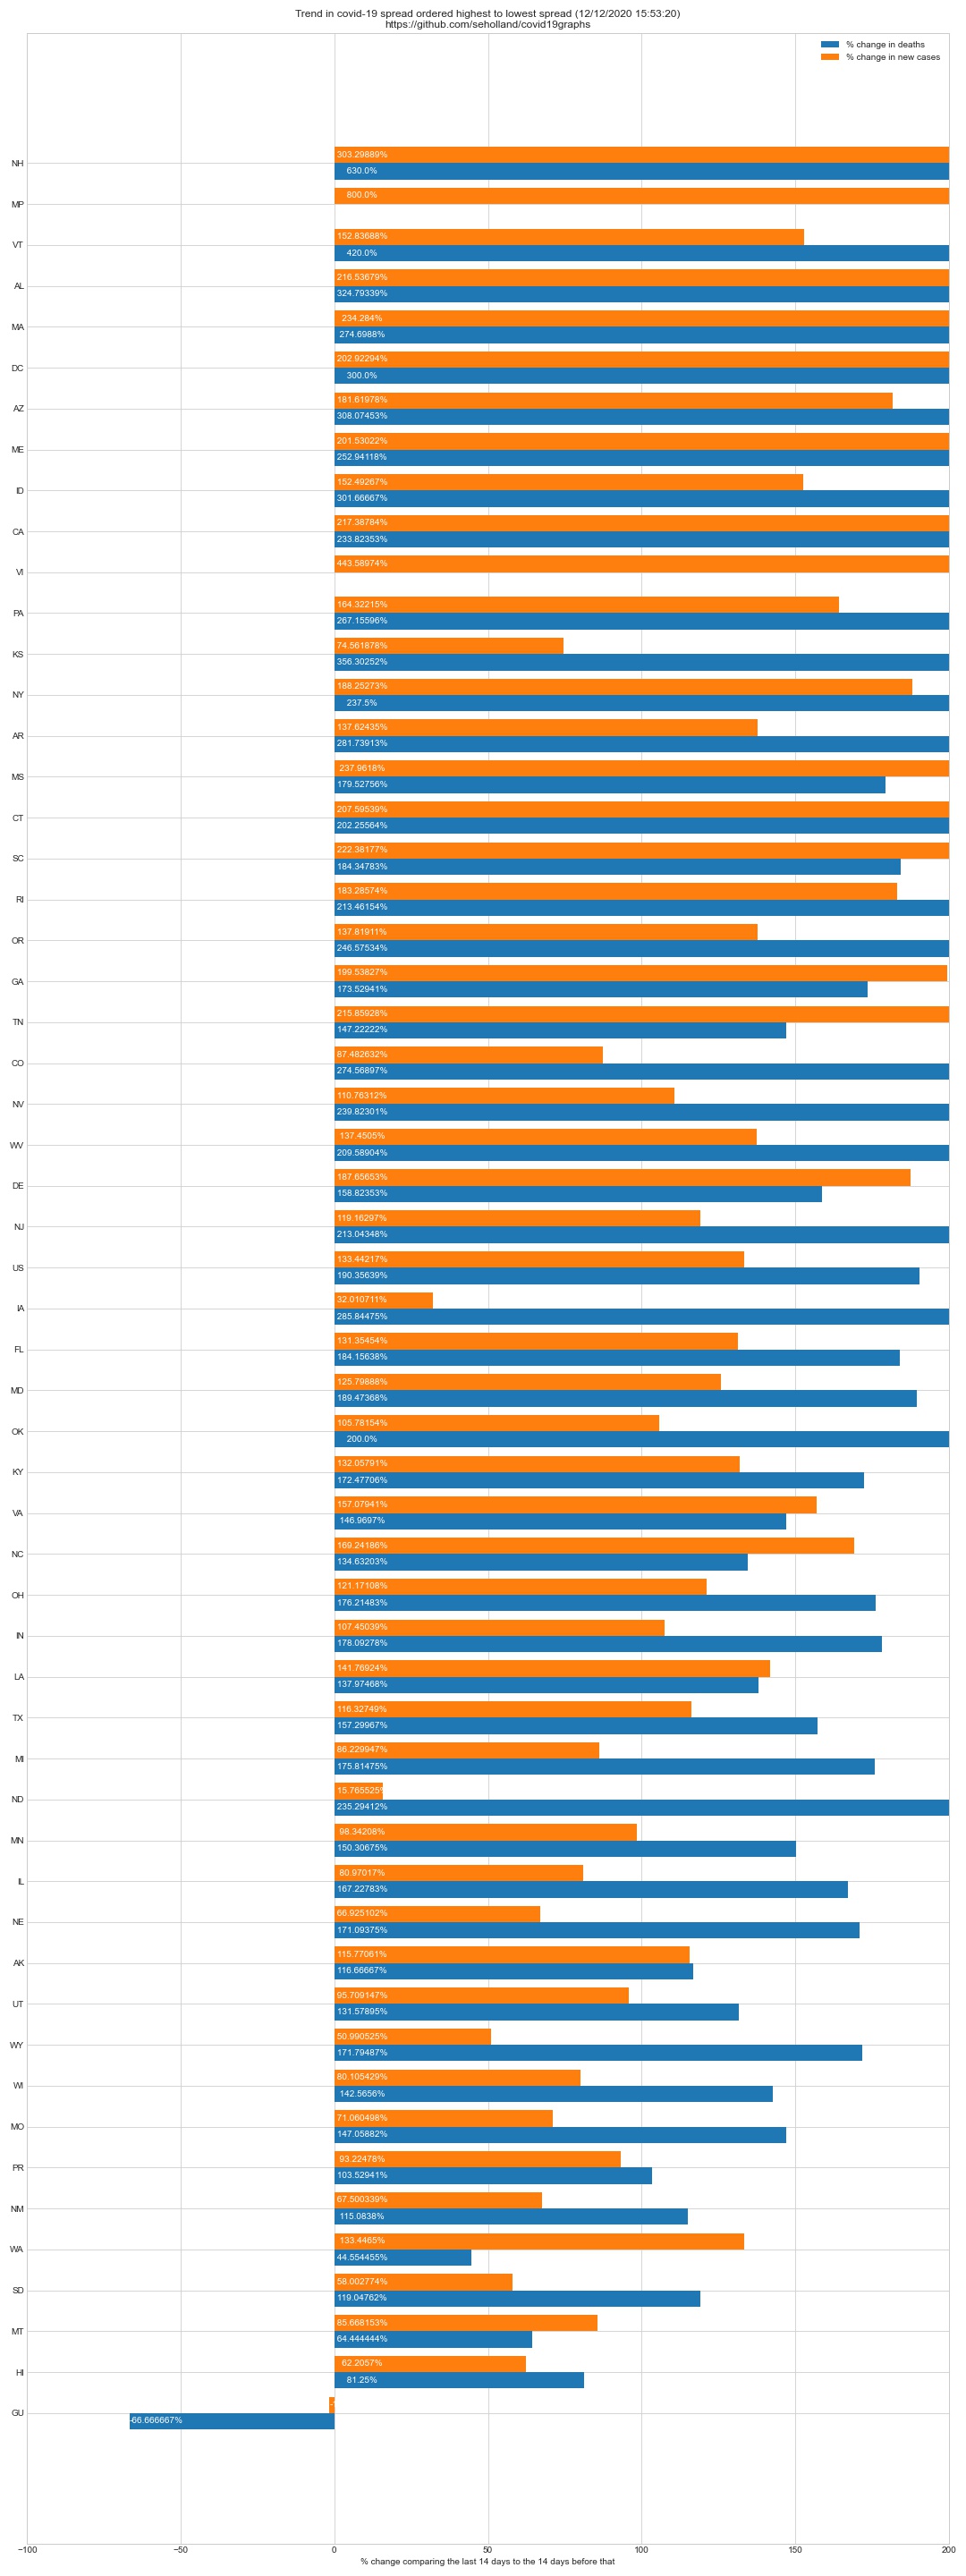 Trend in covid-19 spread ordered highest to lowest spread (12/12/2020 15:53:20)
https://github.com/seholland/covid19graphs
% change in deaths
% change in new cases
303.29889%
NH
630.0%
800.0%
MP
152.83688%
VT
420.0%
216.53679%
AL
324.79339%
234.284%
MA
274.6988%
202.92294%
DC
300.0%
181.61978%
AZ
308.07453%
201.53022%
ME
252.94118%
152.49267%
ID
301.66667%
217.38784%
CA
233.82353%
443.58974%
VI
164.32215%
PA
267.15596%
74.561878%
KS
356.30252%
188.25273%
NY
237.5%
137.62435%
AR
281.73913%
237.9618%
MS
179.52756%
207.59539%
CT
202.25564%
222.38177%
SC
184.34783%
183.28574%
RI
213.46154%
137.81911%
OR
246.57534%
199.53827%
GA
173.52941%
215.85928%
TN
147.22222%
87.482632%
CO
274.56897%
110.76312%
NV
239.82301%
137.4505%
WV
209.58904%
187.65653%
DE
158.82353%
119.16297%
NJ
213.04348%
133.44217%
US
190.35639%
32.010711%
IA
285.84475%
131.35454%
FL
184.15638%
125.79888%
MD
189.47368%
105.78154%
OK
200.0%
132.05791%
KY
172.47706%
157.07941%
VA
146.9697%
169.24186%
NC
134.63203%
121.17108%
OH
176.21483%
107.45039%
IN
178.09278%
141.76924%
LA
137.97468%
116.32749%
TX
157.29967%
86.229947%
MI
175.81475%
15.765525%
ND
235.29412%
98.34208%
MN
150.30675%
80.97017%
IL
167.22783%
66.925102%
NE
171.09375%
115.77061%
AK
116.66667%
95.709147%
UT
131.57895%
50.990525%
WY
171.79487%
80.105429%
WI
142.5656%
71.060498%
MO
147.05882%
93.22478%
PR
103.52941%
67.500339%
NM
115.0838%
133.4465%
WA
44.554455%
58.002774%
SD
119.04762%
85.668153%
MT
64.444444%
62.2057%
HI
81.25%
GU
-66.666667%
−100 −50 0 50 100 150 200
% change comparing the last 14 days to the 14 days before that